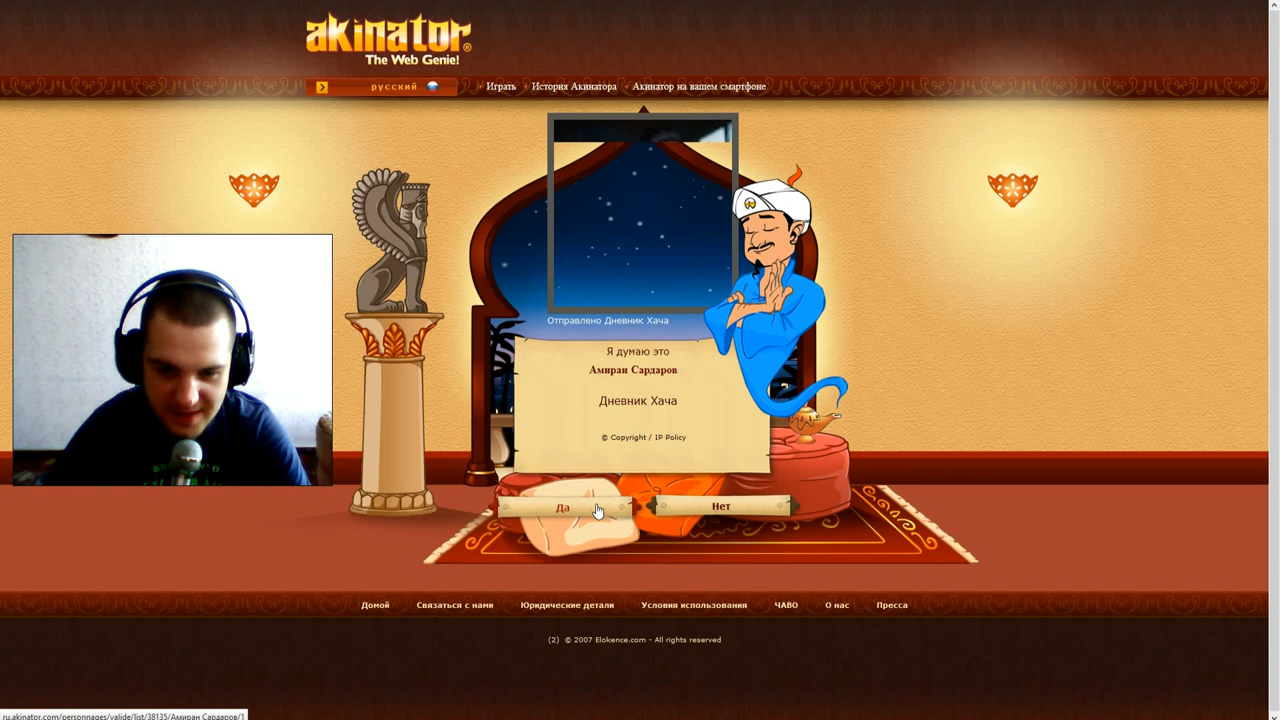 akinator®
The Web Genie!
русский
Играть
История Акинатора
Акинатор на вашем смартфоне
Отправлено Дневник Хача
Я думаю это
Амиран Сардаров
Дневник Хача
© Copyright / IP Policy
Да
Нет
Домой
Связаться с нами
Юридические детали
Условия использования
ЧАВО
О нас
Пресса
(2) © 2007 Elokence.com - All rights reserved
ru.akinator.com/personnages/valide/list/38135/Амиран Сардаров/1